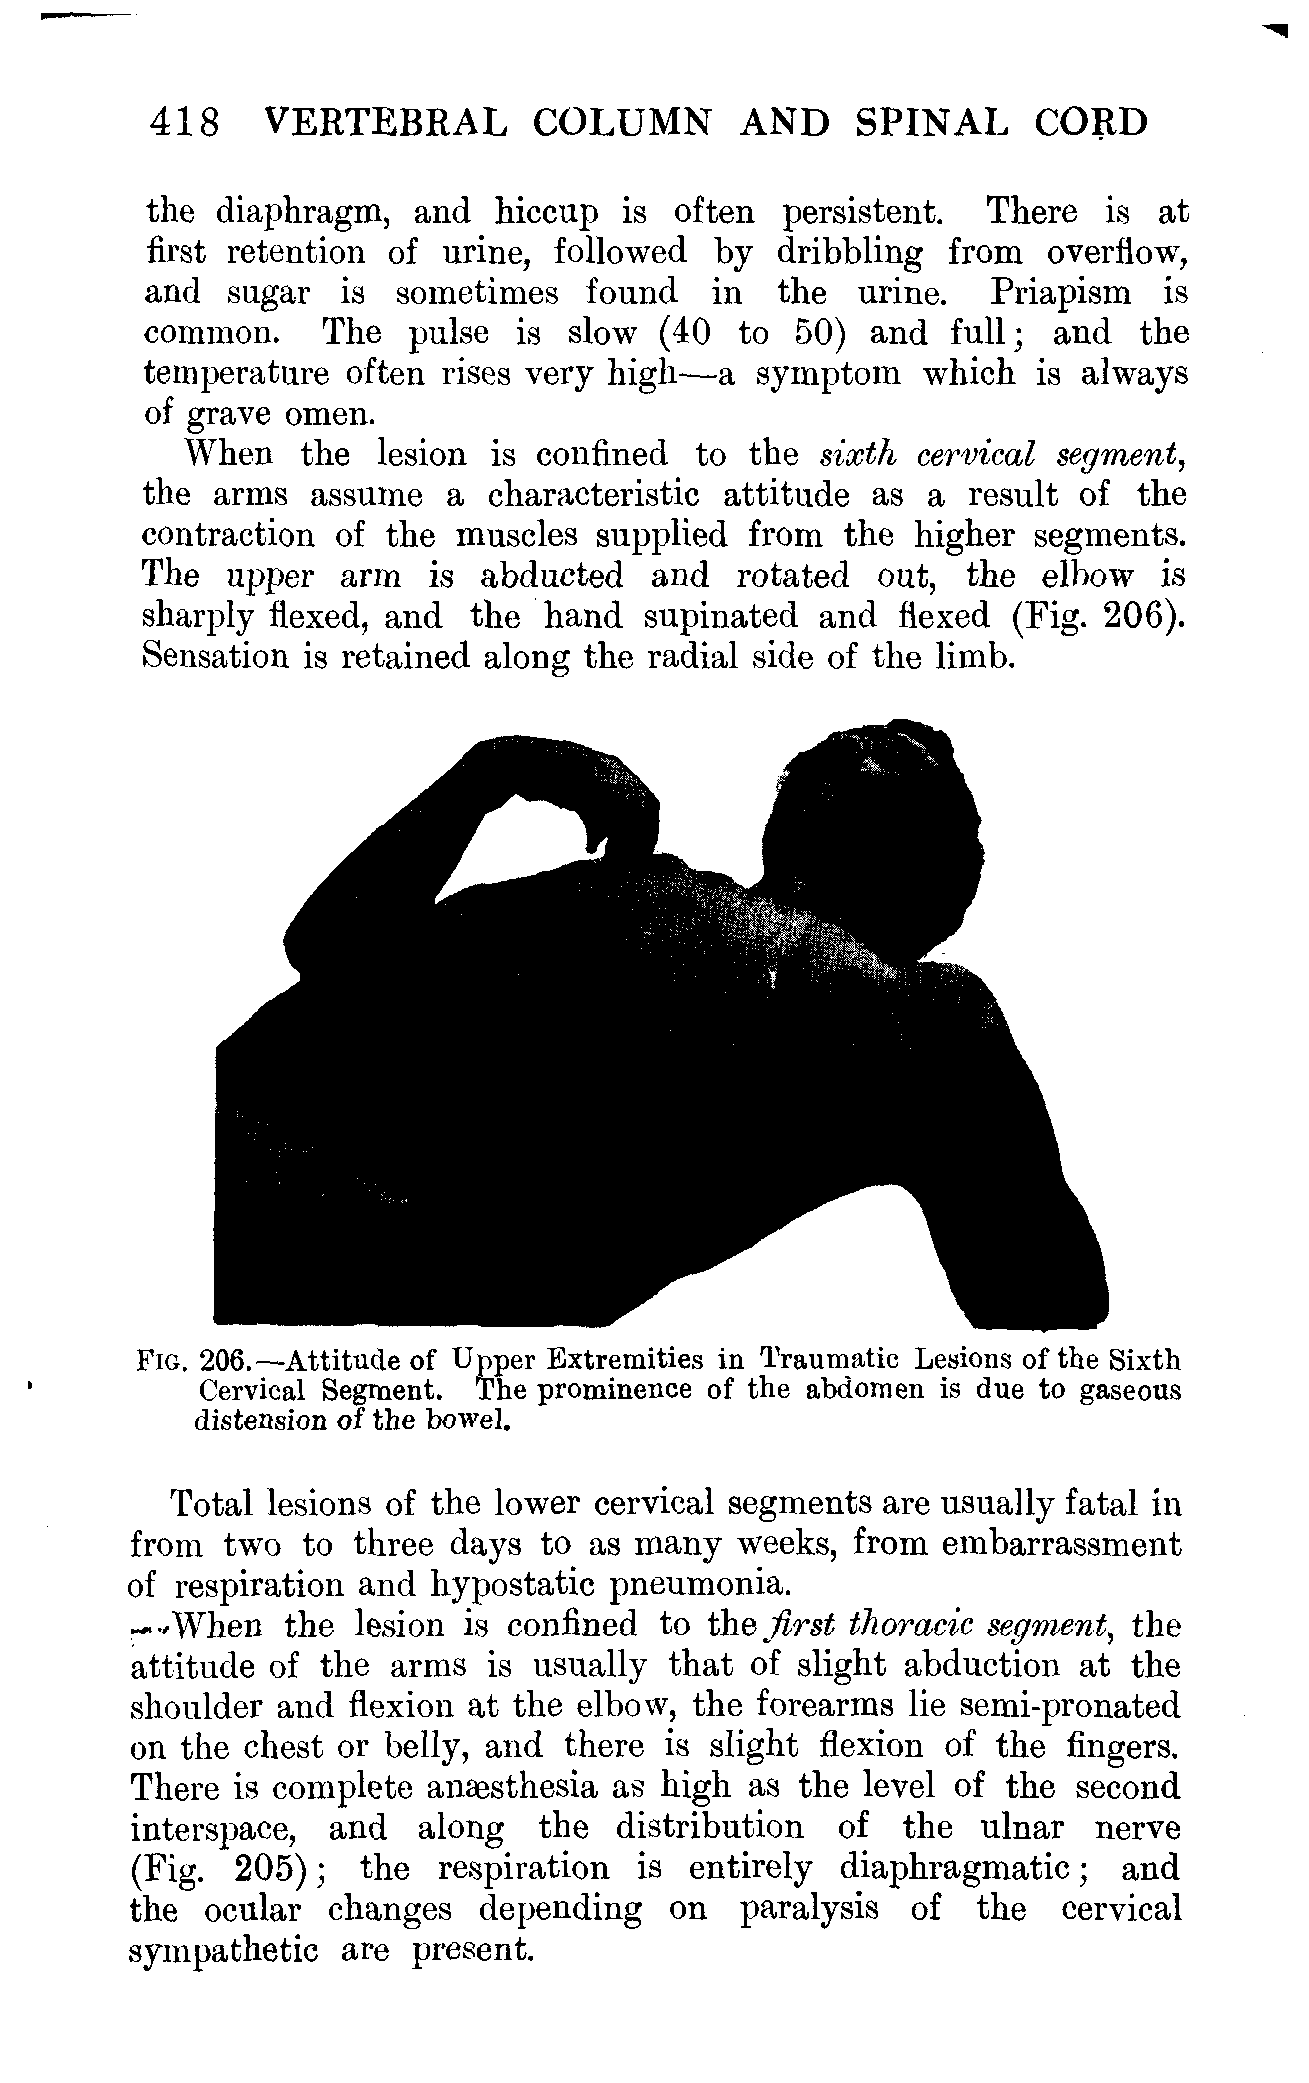 418 VERTEBRAL COLUMN AND SPINAL CORD
the diaphragm, and hiccup is often persistent. There is at
first retention of urine, followed by dribbling from overflow,
and sugar is sometimes found in the urine. Priapism is
common. The pulse is slow (40 to 50) and full; and the
temperature often rises very high—a symptom which is always
of grave omen.
When the lesion is confined to the sixth cervical segment,
the arms assume a characteristic attitude as a result of the
contraction of the muscles supplied from the higher segments.
The upper arm is abducted and rotated out, the elbow is
sharply flexed, and the hand supinated and flexed (Fig. 206).
Sensation is retained along the radial side of the limb.
FIG. 206.—Attitude of Upper Extremities in Traumatic Lesions of the Sixth
Cervical Segment. The prominence of the abdomen is due to gaseous
distension of the bowel.
Total lesions of the lower cervical segments are usually fatal in
from two to three days to as many weeks, from embarrassment
of respiration and hypostatic pneumonia.
When the lesion is confined to the first thoracic segment, the
attitude of the arms is usually that of slight abduction at the
shoulder and flexion at the elbow, the forearms lie semi-pronated
on the chest or belly, and there is slight flexion of the fingers.
There is complete anæsthesia as high as the level of the second
interspace, and along the distribution of the ulnar nerve
(Fig. 205); the respiration is entirely diaphragmatic; and
the ocular changes depending on paralysis of the cervical
sympathetic are present.